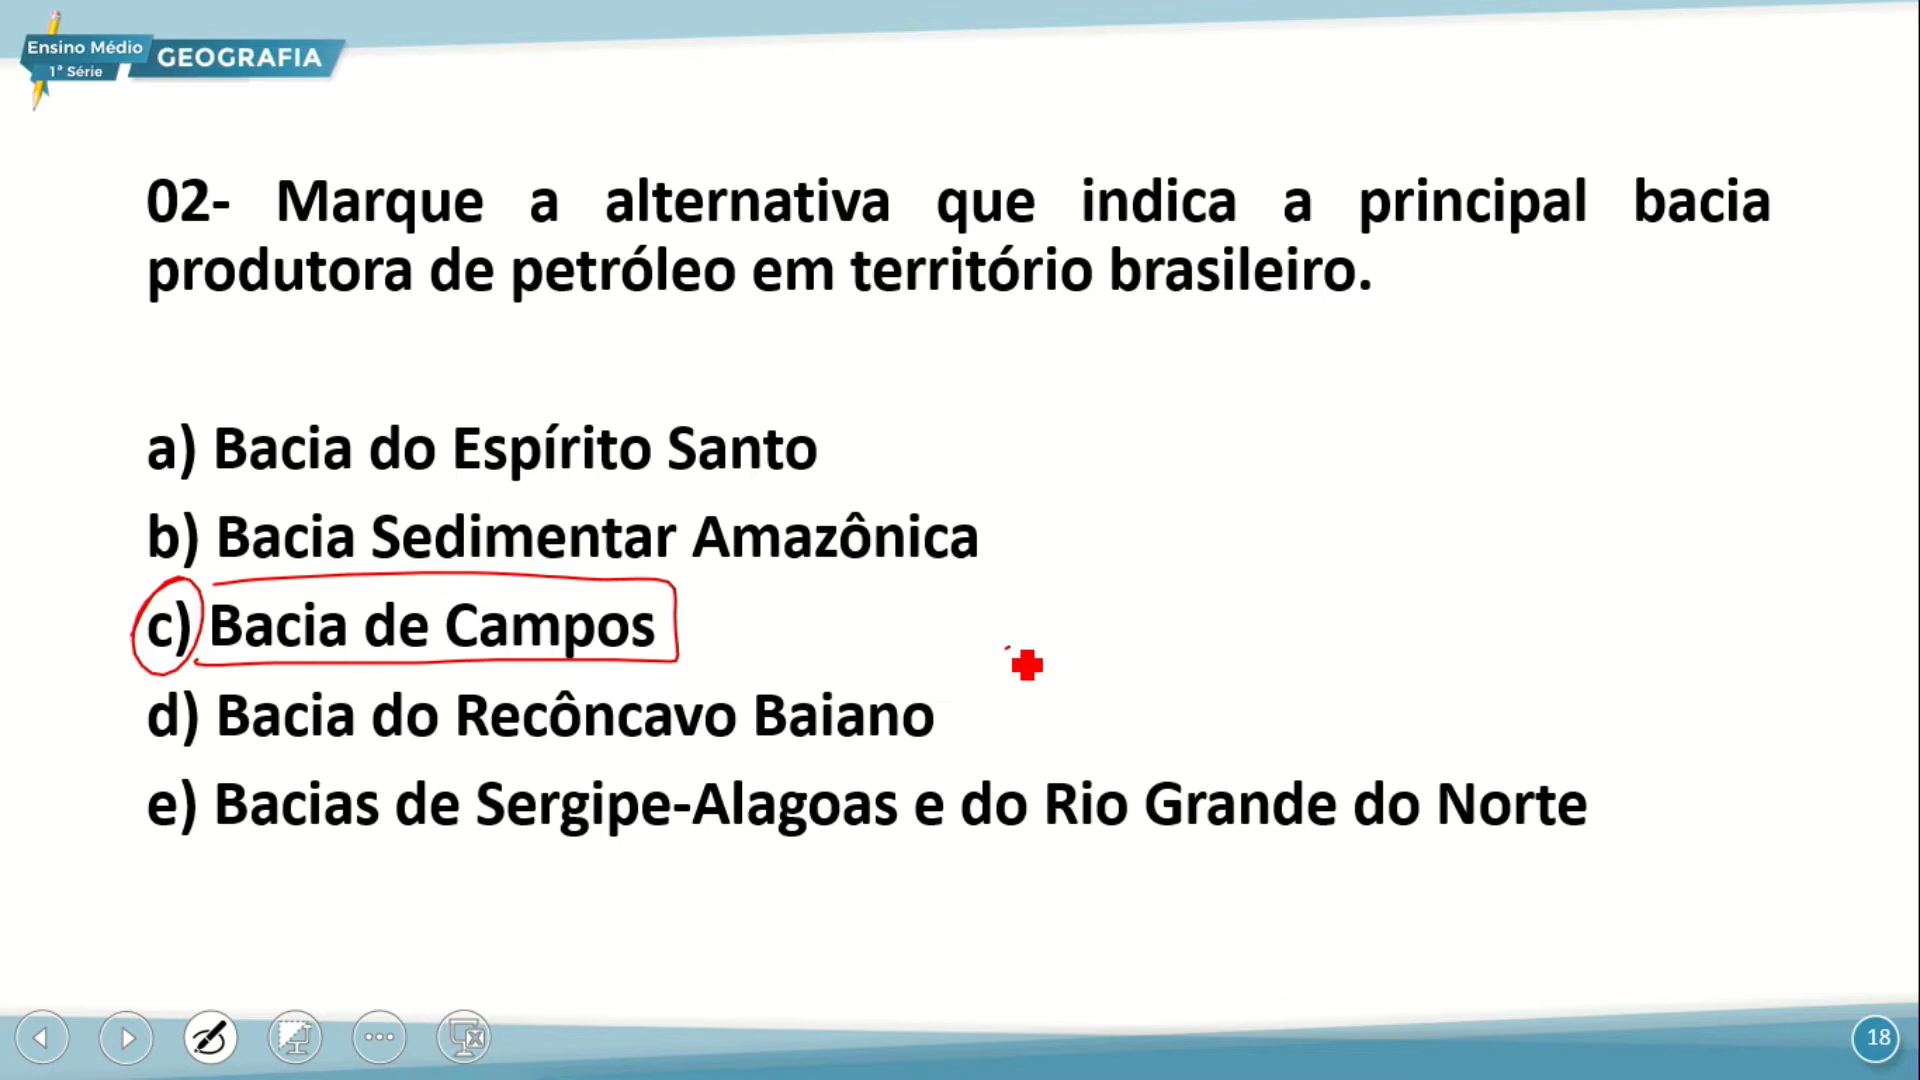 Ensino Médio
1ª Série
GEOGRAFIA
02- Marque a alternativa que indica a principal bacia
produtora de petróleo em território brasileiro.
a) Bacia do Espírito Santo
b) Bacia Sedimentar Amazônica
c) Bacia de Campos
d) Bacia do Recôncavo Baiano
e) Bacias de Sergipe-Alagoas e do Rio Grande do Norte
18